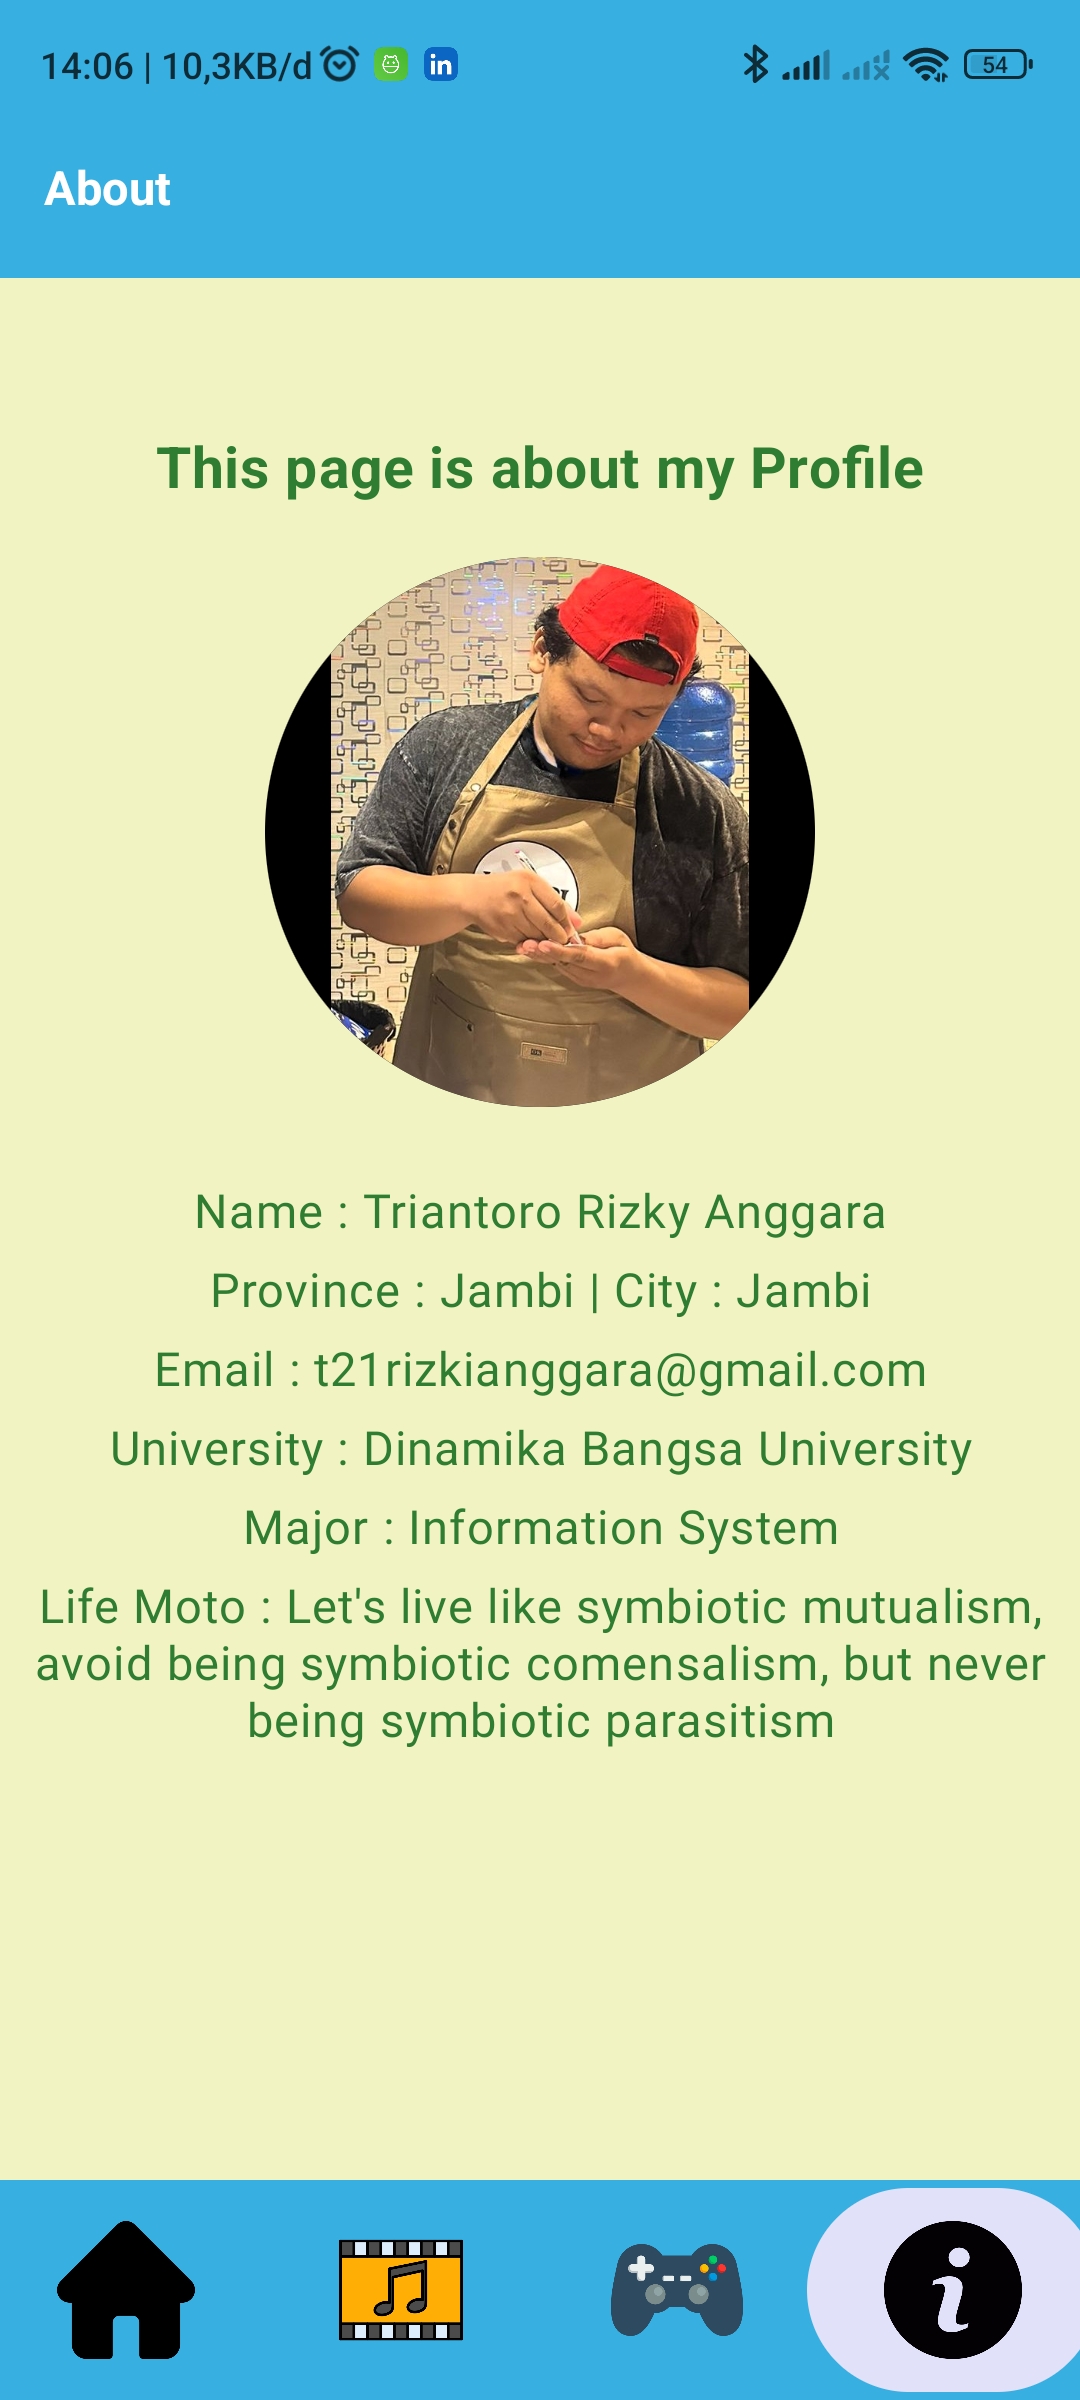 14:06 | 10,3KB/d in 54
About
This page is about my Profile
Name : Triantoro Rizky Anggara
Province : Jambi | City : Jambi
Email : t21rizkianggara@gmail.com
University : Dinamika Bangsa University
Major : Information System
Life Moto : Let's live like symbiotic mutualism,
avoid being symbiotic comensalism, but never
being symbiotic parasitism